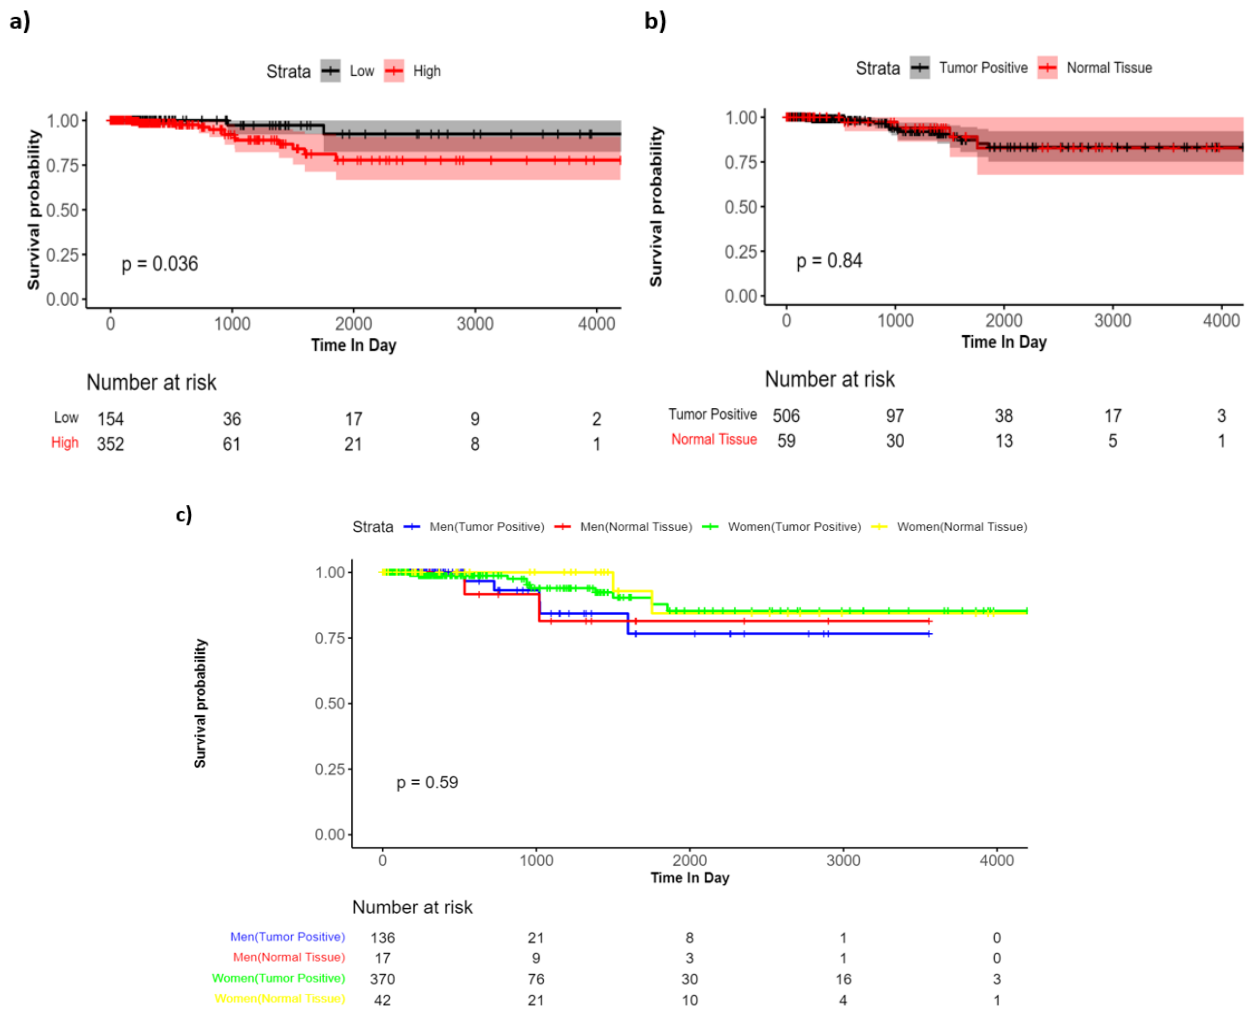 a)
Strata Low High
Survival probability
1.00
0.75
0.50
0.25
0.00
p = 0.036
0 1000 2000 3000 4000
Time In Day
Number at risk
Low 154 36 17 9 2
High 352 61 21 8 1
b)
Strata Tumor Positive Normal Tissue
Survival probability
1.00
0.75
0.50
0.25
0.00
p = 0.84
0 1000 2000 3000 4000
Time In Day
Number at risk
Tumor Positive 506 97 38 17 3
Normal Tissue 59 30 13 5 1
c)
Strata Men(Tumor Positive) Men(Normal Tissue) Women(Tumor Positive) Women(Normal Tissue)
Survival probability
1.00
0.75
0.50
0.25
0.00
p = 0.59
0 1000 2000 3000 4000
Time In Day
Number at risk
Men(Tumor Positive) 136 21 8 1 0
Men(Normal Tissue) 17 9 3 1 0
Women(Tumor Positive) 370 76 30 16 3
Women(Normal Tissue) 42 21 10 4 1